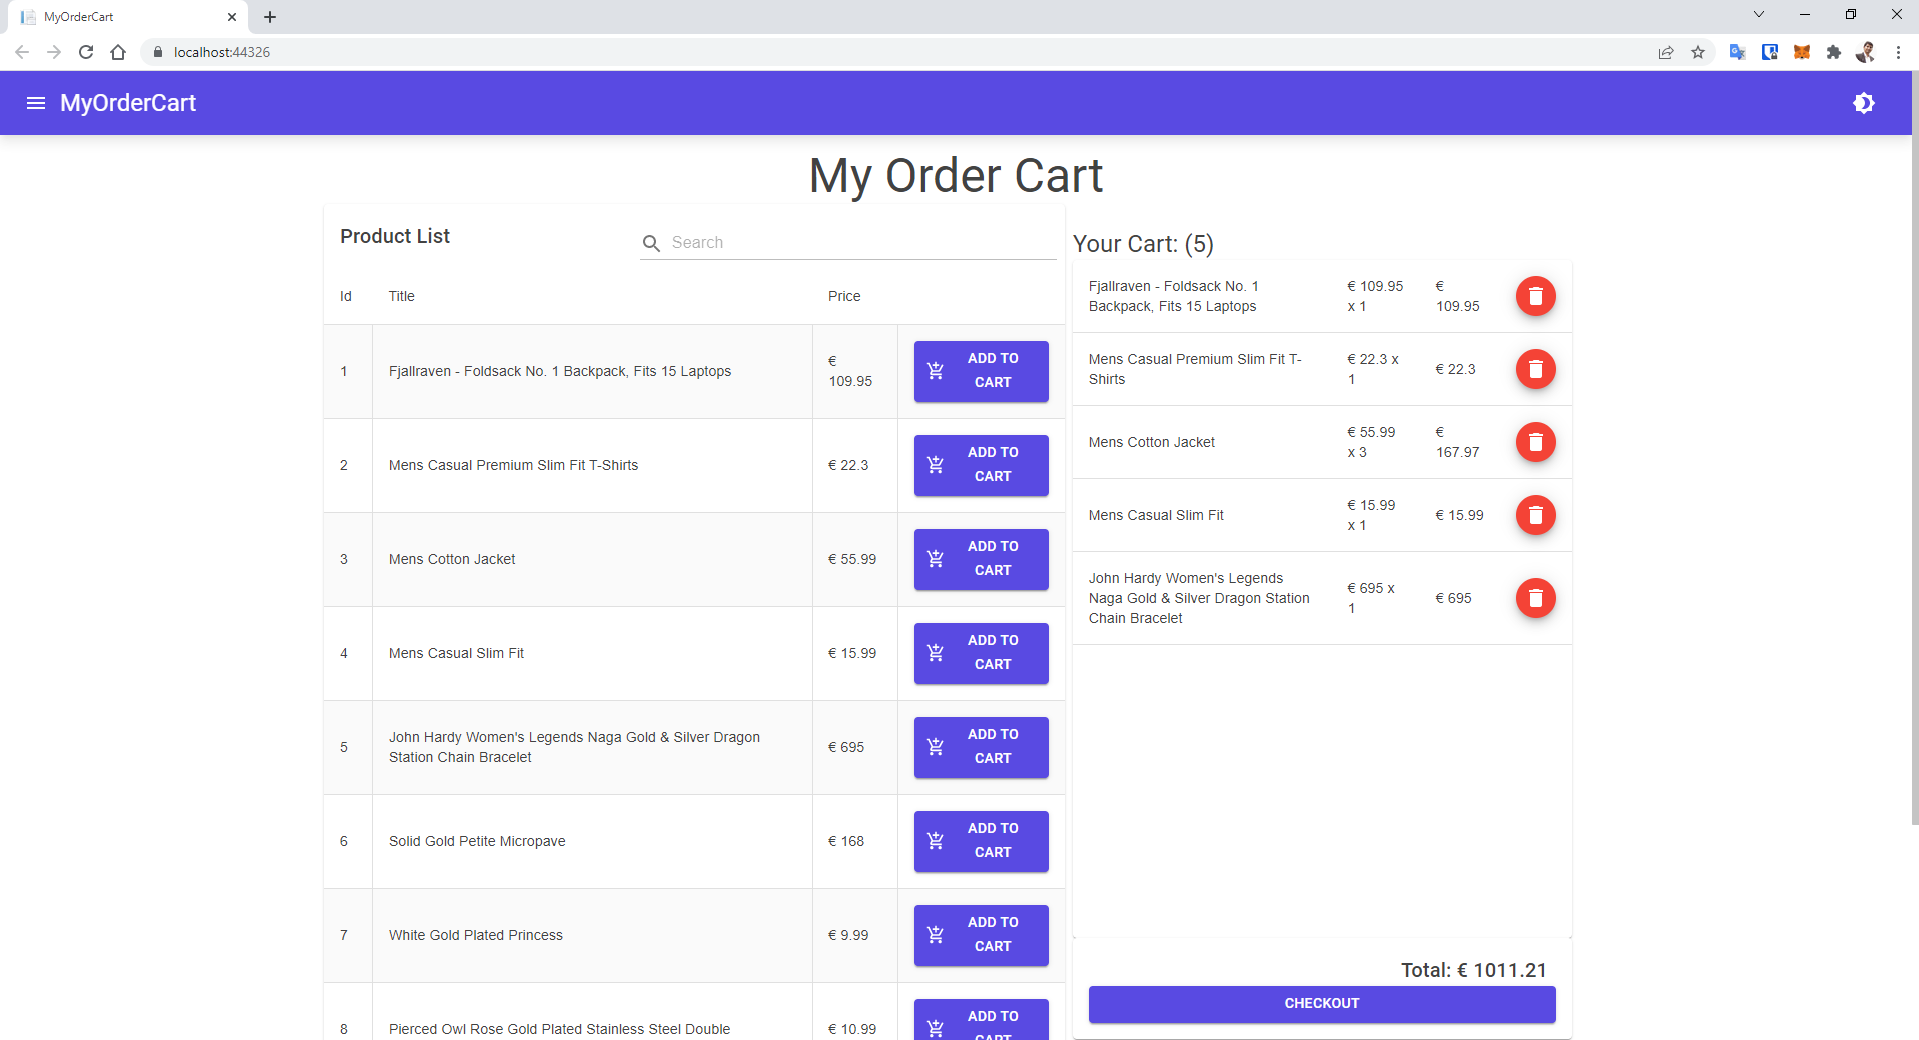 MyOrderCart
localhost:44326
MyOrderCart
My Order Cart
Product List
Search
Id Title Price
1 Fjallraven - Foldsack No. 1 Backpack, Fits 15 Laptops € 109.95 ADD TO CART
2 Mens Casual Premium Slim Fit T-Shirts € 22.3 ADD TO CART
3 Mens Cotton Jacket € 55.99 ADD TO CART
4 Mens Casual Slim Fit € 15.99 ADD TO CART
5 John Hardy Women's Legends Naga Gold & Silver Dragon
Station Chain Bracelet € 695 ADD TO CART
6 Solid Gold Petite Micropave € 168 ADD TO CART
7 White Gold Plated Princess € 9.99 ADD TO CART
8 Pierced Owl Rose Gold Plated Stainless Steel Double € 10.99 ADD TO CART
Your Cart: (5)
Fjallraven - Foldsack No. 1 € 109.95 €
Backpack, Fits 15 Laptops x 1 109.95
Mens Casual Premium Slim Fit T- € 22.3 x € 22.3
Shirts 1
Mens Cotton Jacket € 55.99 €
x 3 167.97
Mens Casual Slim Fit € 15.99 € 15.99
x 1
John Hardy Women's Legends
Naga Gold & Silver Dragon Station € 695 x € 695
Chain Bracelet 1
Total: € 1011.21
CHECKOUT